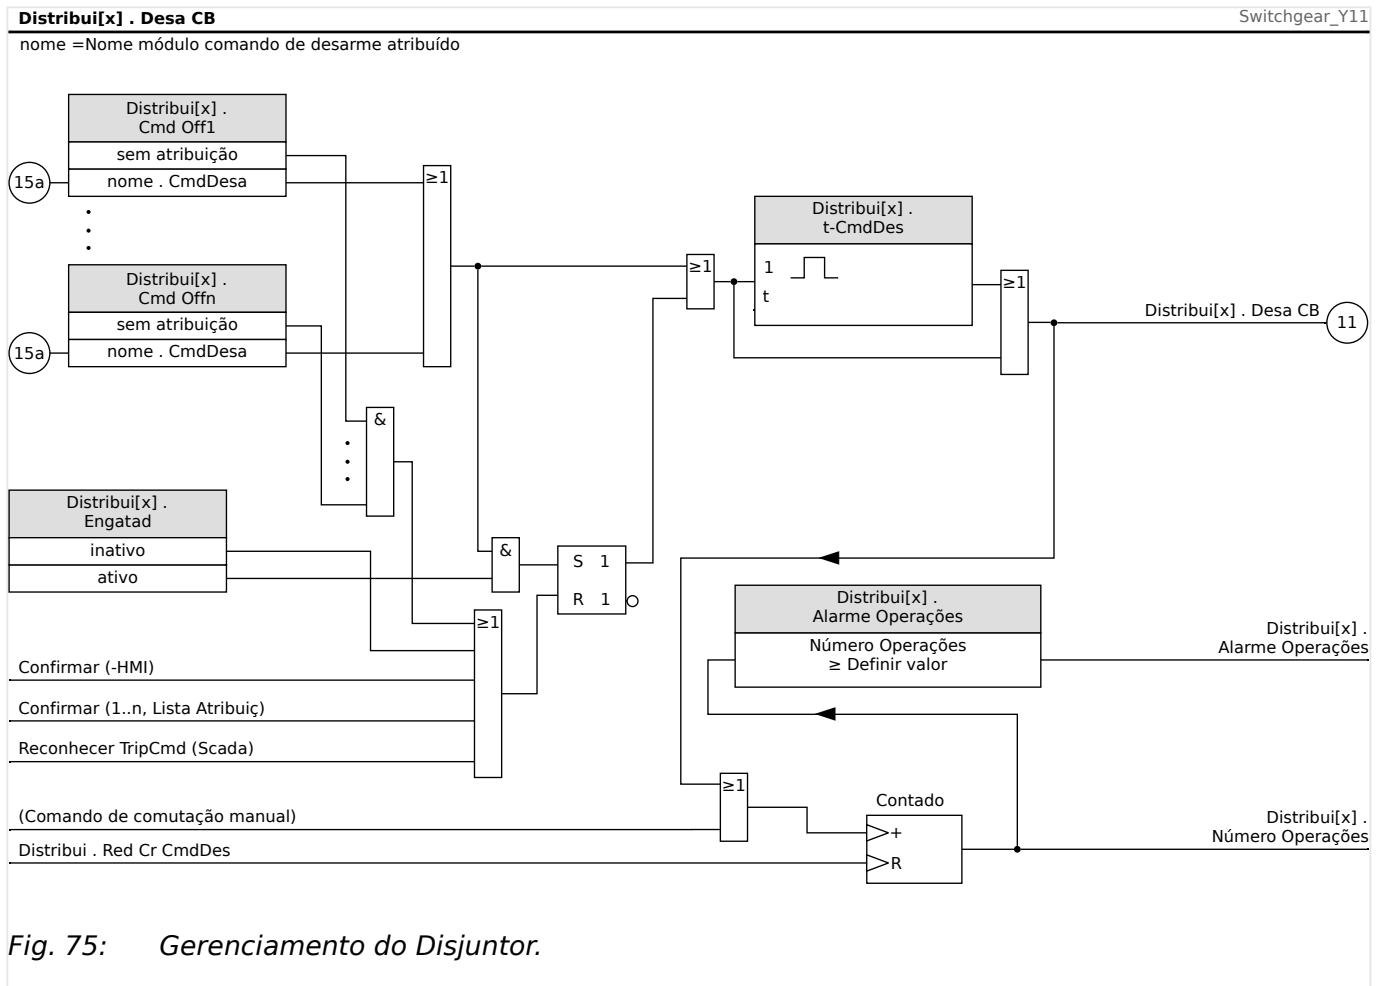 Distribui[x] . Desa CB
Switchgear_Y11
nome =Nome módulo comando de desarme atribuído
Distribui[x] .
Cmd Off1
sem atribuição
15a
nome . CmdDesa
≥1
Distribui[x] .
t-CmdDes
1
t
Distribui[x] .
Cmd Offn
sem atribuição
15a
nome . CmdDesa
≥1
≥1
Distribui[x] . Desa CB
11
&
Distribui[x] .
Engatad
inativo
ativo
&
S 1
R 1
≥1
Distribui[x] .
Alarme Operações
Número Operações
≥ Definir valor
Distribui[x] .
Alarme Operações
Confirmar (-HMI)
Confirmar (1..n, Lista Atribuiç)
Reconhecer TripCmd (Scada)
≥1
(Comando de comutação manual)
Distribui . Red Cr CmdDes
Contado
+
R
Distribui[x] .
Número Operações
Fig. 75: Gerenciamento do Disjuntor.